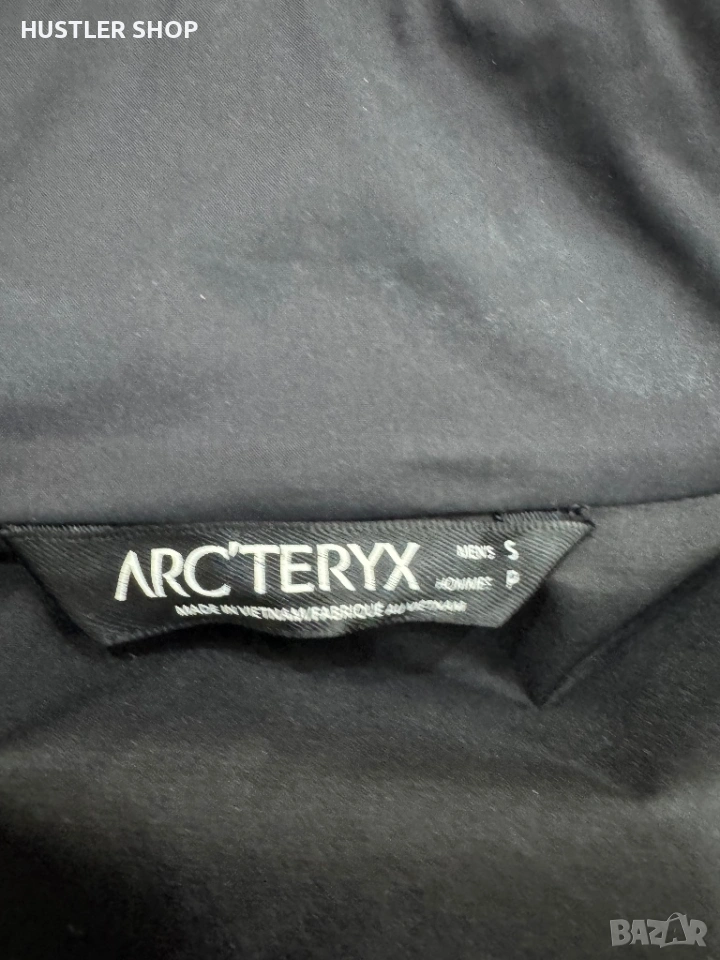 HUSTLER SHOP
ARC'TERYX MEN'S S
HOMMES P
MADE IN VIETNAM/FABRIQUÉ AU VIETNAM
BAZAR